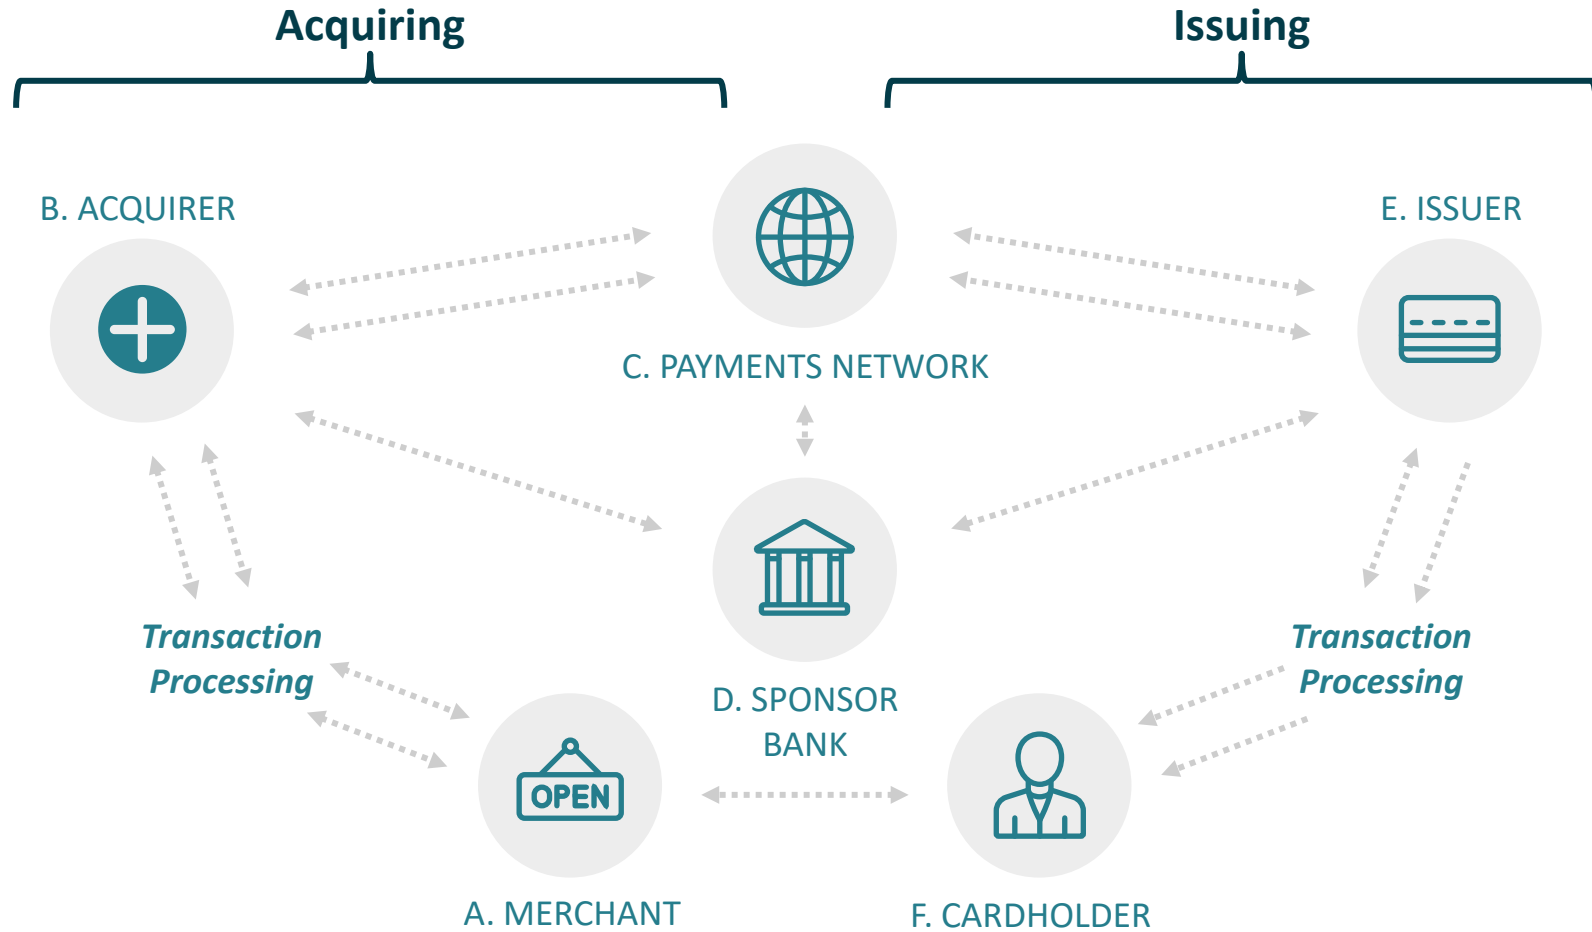 Acquiring
Issuing
B. ACQUIRER
E. ISSUER
C. PAYMENTS NETWORK
Transaction
Processing
Transaction
Processing
D. SPONSOR
BANK
OPEN
A. MERCHANT
F. CARDHOLDER